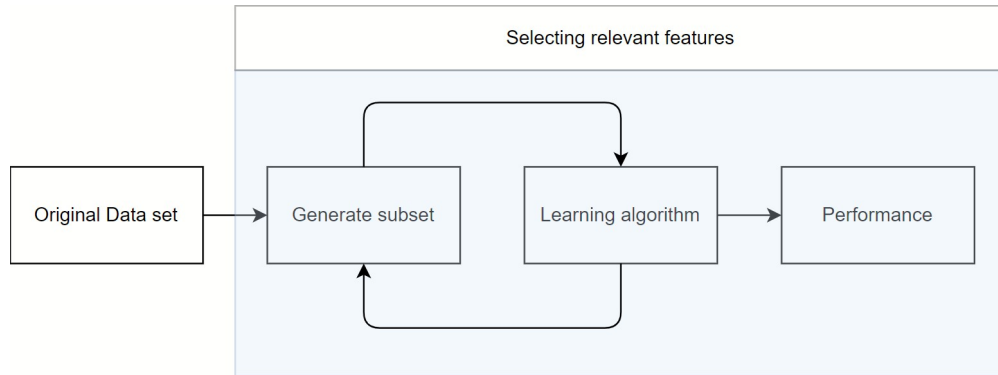 Selecting relevant features
Original Data set
Generate subset
Learning algorithm
Performance